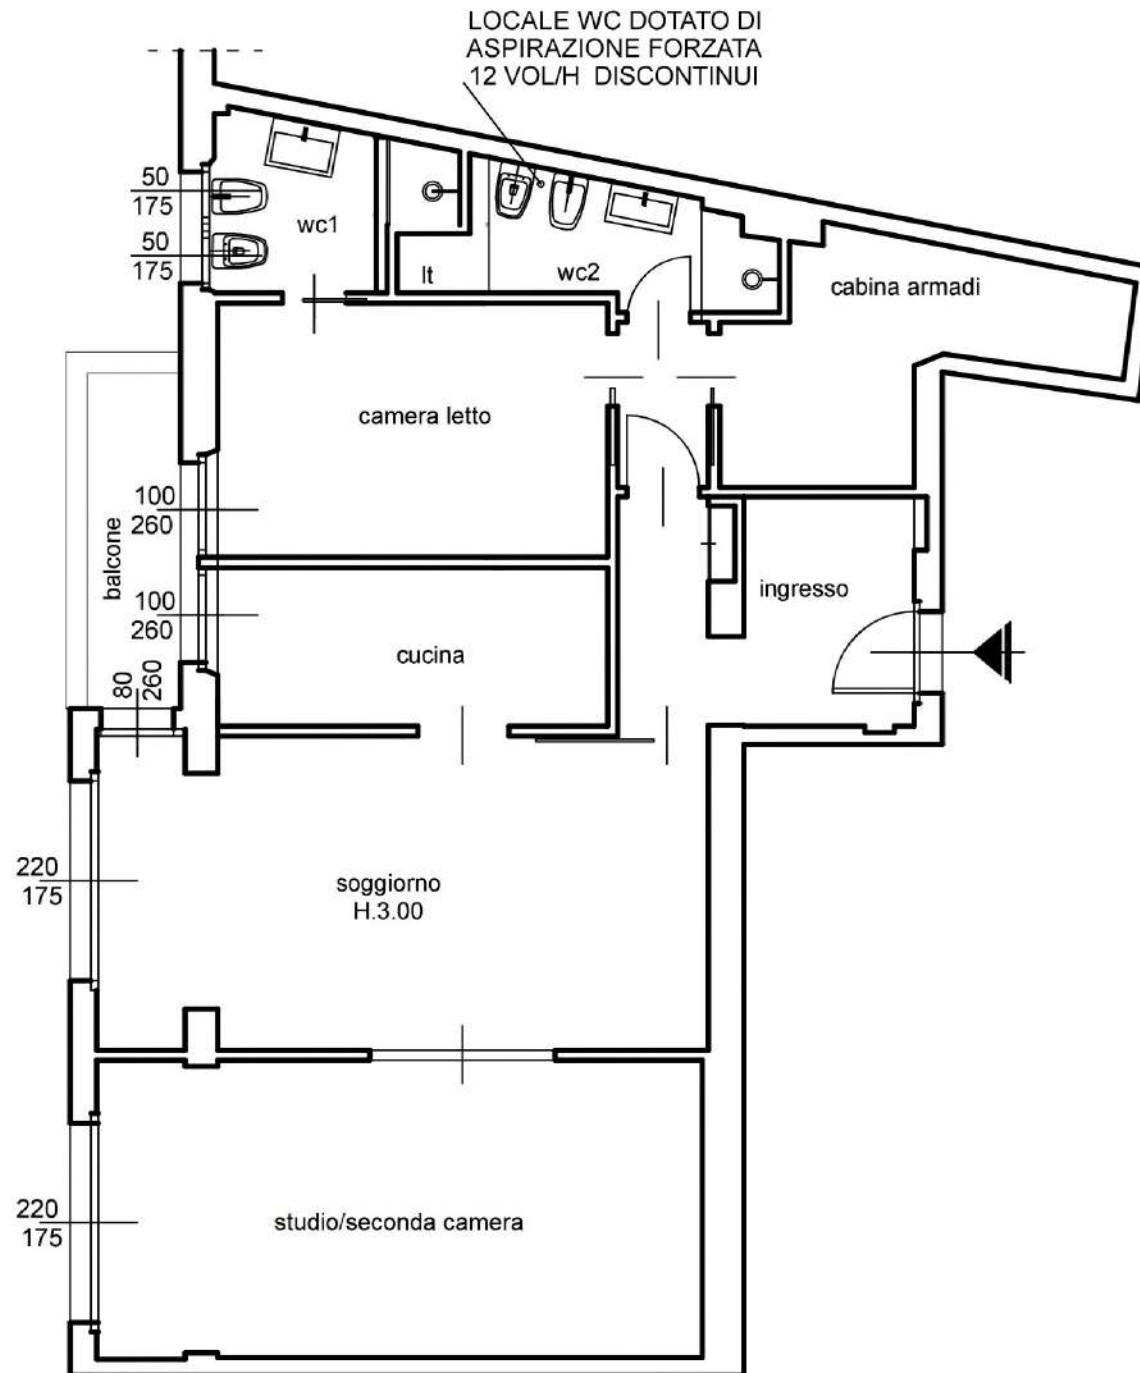 LOCALE WC DOTATO DI
ASPIRAZIONE FORZATA
12 VOL/H DISCONTINUI
50
175
wc1
50
175
lt
wc2
cabina armadi
camera letto
100
260
balcone
ingresso
100
260
cucina
80
260
220
175
soggiorno
H.3.00
220
175
studio/seconda camera